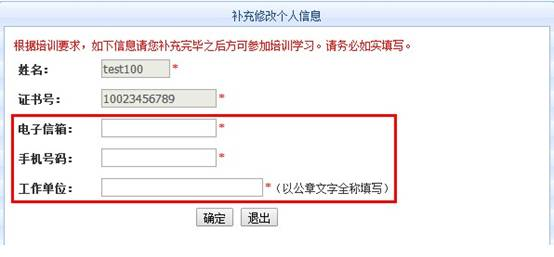 补充修改个人信息
根据培训要求，如下信息请您补充完毕之后方可参加培训学习。请务必如实填写。
姓名： test100 *
证书号： 10023456789 *
电子信箱： *
手机号码： *
工作单位： *（以公章文字全称填写）
确定 退出